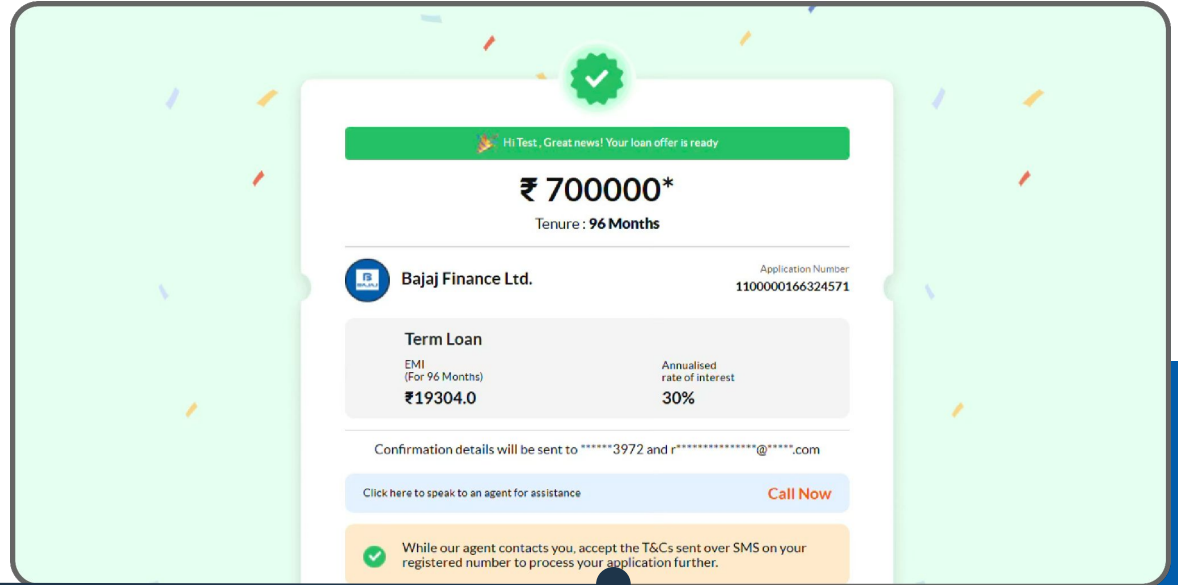 Hi Test , Great news! Your loan offer is ready
₹ 700000*
Tenure : 96 Months
BAJAJ
Bajaj Finance Ltd.
Application Number
1100000166324571
Term Loan
EMI
(For 96 Months)
₹19304.0
Annualised
rate of interest
30%
Confirmation details will be sent to ******3972 and r***************@*****.com
Click here to speak to an agent for assistance
Call Now
While our agent contacts you, accept the T&Cs sent over SMS on your
registered number to process your application further.